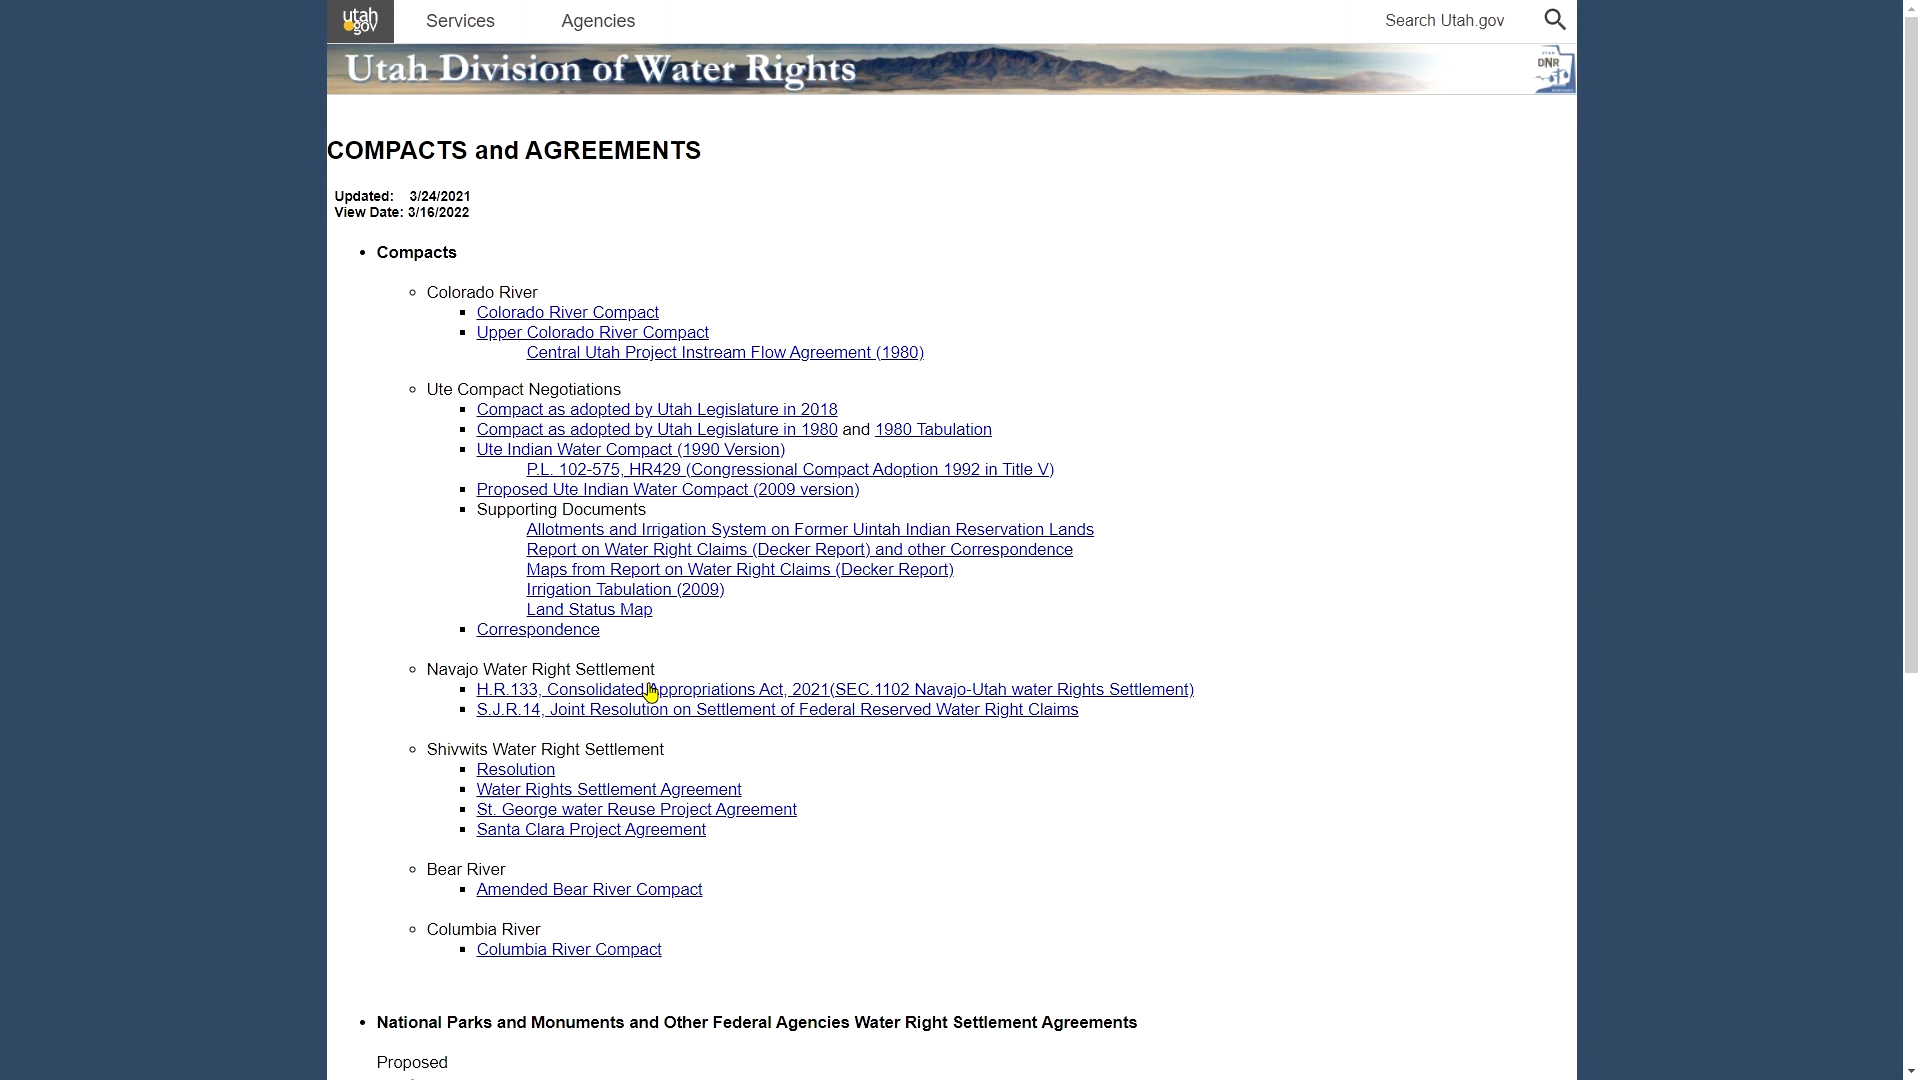 utah.gov Services Agencies Search Utah.gov
Utah Division of Water Rights
UTAH
DNR
COMPACTS and AGREEMENTS
Updated: 3/24/2021
View Date: 3/16/2022
Compacts
Colorado River
Colorado River Compact
Upper Colorado River Compact
Central Utah Project Instream Flow Agreement (1980)
Ute Compact Negotiations
Compact as adopted by Utah Legislature in 2018
Compact as adopted by Utah Legislature in 1980 and 1980 Tabulation
Ute Indian Water Compact (1990 Version)
P.L. 102-575, HR429 (Congressional Compact Adoption 1992 in Title V)
Proposed Ute Indian Water Compact (2009 version)
Supporting Documents
Allotments and Irrigation System on Former Uintah Indian Reservation Lands
Report on Water Right Claims (Decker Report) and other Correspondence
Maps from Report on Water Right Claims (Decker Report)
Irrigation Tabulation (2009)
Land Status Map
Correspondence
Navajo Water Right Settlement
H.R.133, Consolidated Appropriations Act, 2021(SEC.1102 Navajo-Utah water Rights Settlement)
S.J.R.14, Joint Resolution on Settlement of Federal Reserved Water Right Claims
Shivwits Water Right Settlement
Resolution
Water Rights Settlement Agreement
St. George water Reuse Project Agreement
Santa Clara Project Agreement
Bear River
Amended Bear River Compact
Columbia River
Columbia River Compact
National Parks and Monuments and Other Federal Agencies Water Right Settlement Agreements
Proposed